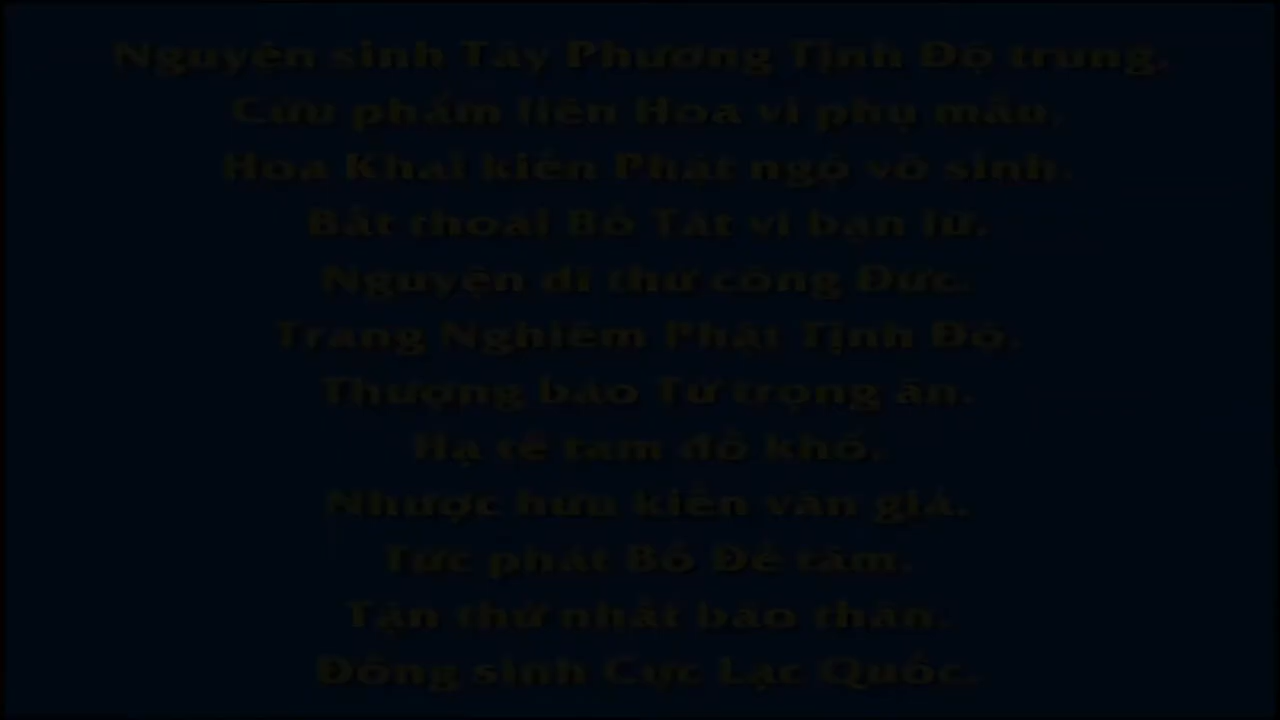 Nguyện sinh Tây Phương Tịnh Độ trung.
Cửu phẩm liên Hoa vi phụ mẫu.
Hoa Khai kiến Phật ngộ vô sinh.
Bất thoái Bồ Tát vi bạn lữ.
Nguyện dĩ thử công Đức.
Trang Nghiêm Phật Tịnh Độ.
Thượng báo Tứ trọng ân.
Hạ tế tam đồ khổ.
Nhược hữu kiến văn giả.
Tức phát Bồ Đề tâm.
Tận thử nhất báo thân.
Đồng sinh Cực Lạc Quốc.